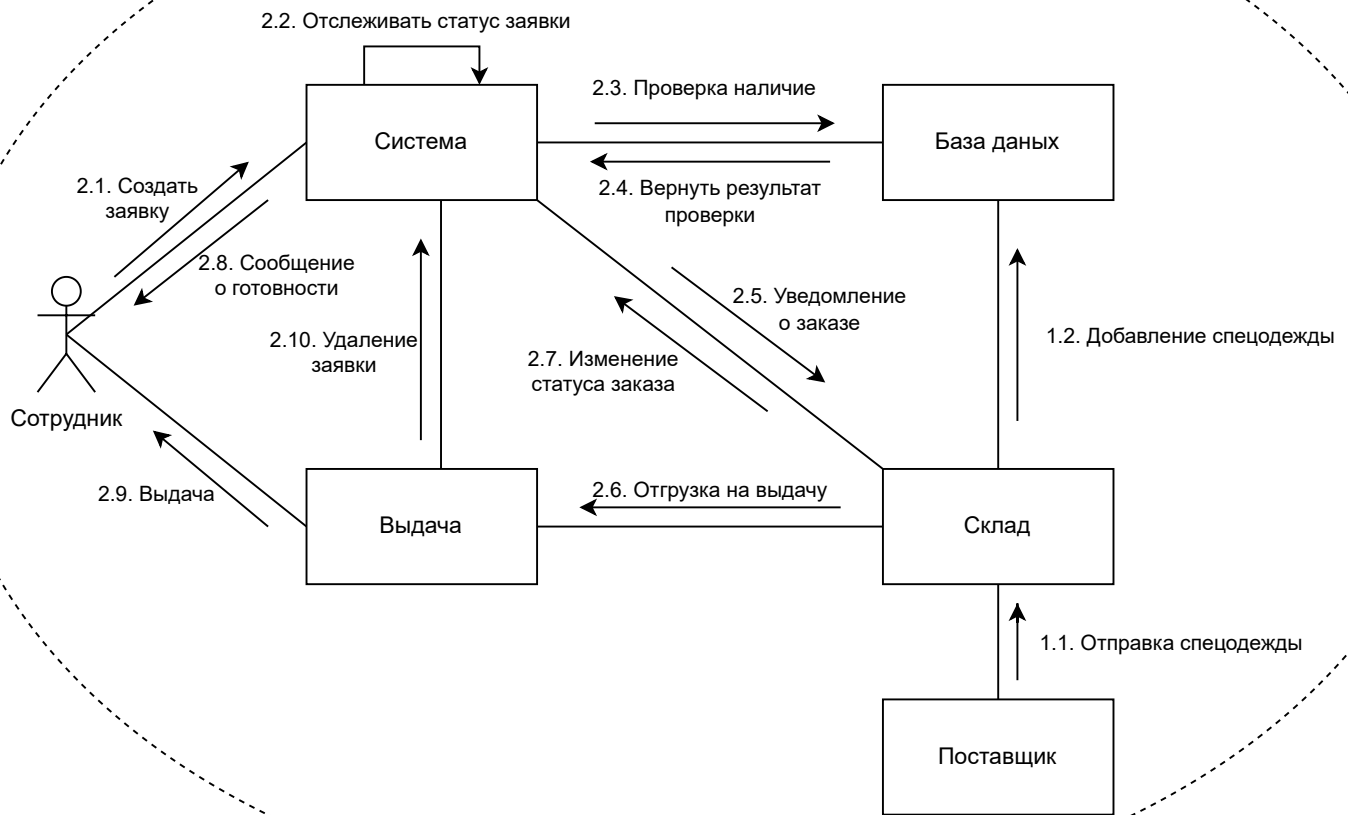 2.2. Отслеживать статус заявки
2.3. Проверка наличие
Система
База даных
2.1. Создать
заявку
2.4. Вернуть результат
проверки
2.8. Сообщение
о готовности
2.5. Уведомление
о заказе
2.10. Удаление
заявки
2.7. Изменение
статуса заказа
1.2. Добавление спецодежды
Сотрудник
2.9. Выдача
2.6. Отгрузка на выдачу
Выдача
Склад
1.1. Отправка спецодежды
Поставщик